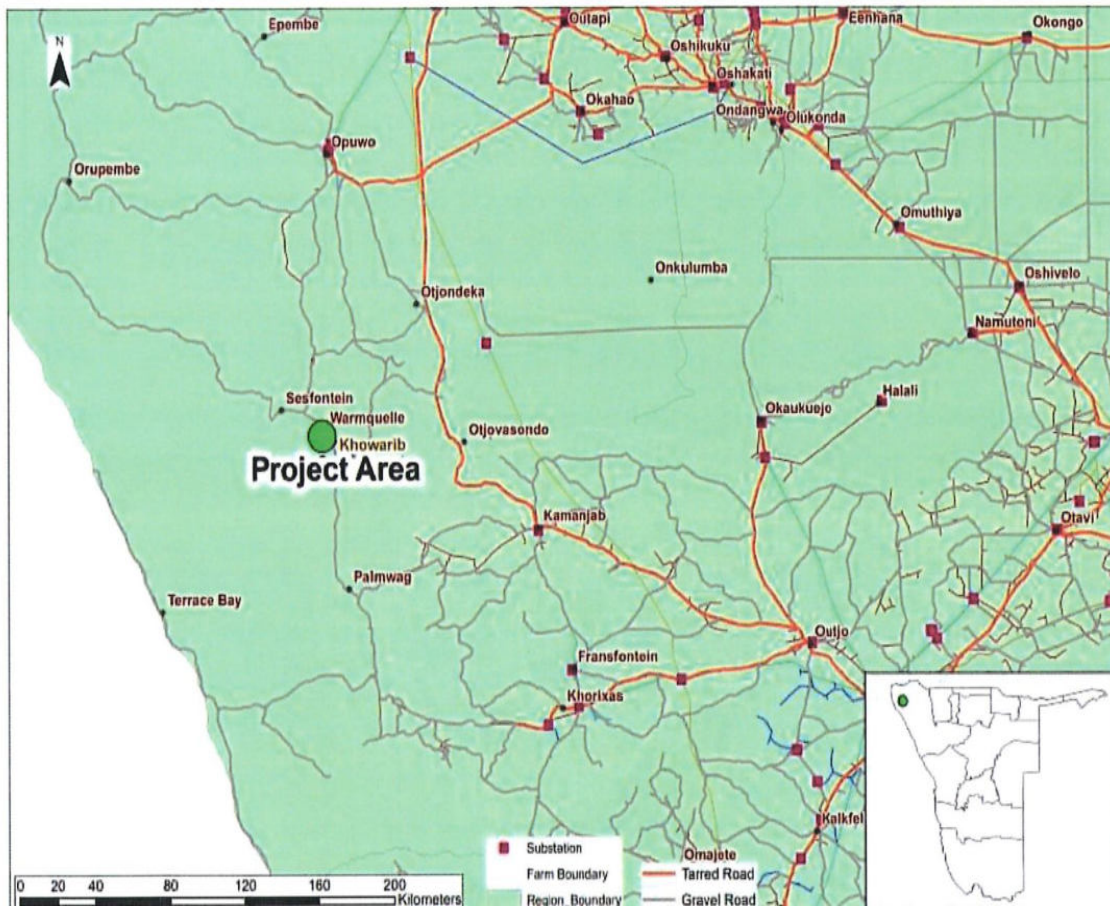 Epembe
Outapi
Eenhana
Okongo
N
Oshikuku
Oshakati
Okahao
Ondangwa
Olukonda
Opuwo
Orupembe
Omuthiya
Onkulumba
Oshivelo
Otjondeka
Namutoni
Sesfontein
Halali
Warmquelle
Okaukuejo
Khowarib
Otjovasondo
Project Area
Kamanjab
Otavi
Palmwag
Terrace Bay
Outjo
Fransfontein
Khorixas
Kalkfel
Omajete
Substation
Farm Boundary
Tarred Road
Region_Boundary
Gravel Road
0 20 40 80 120 160 200
Kilometers